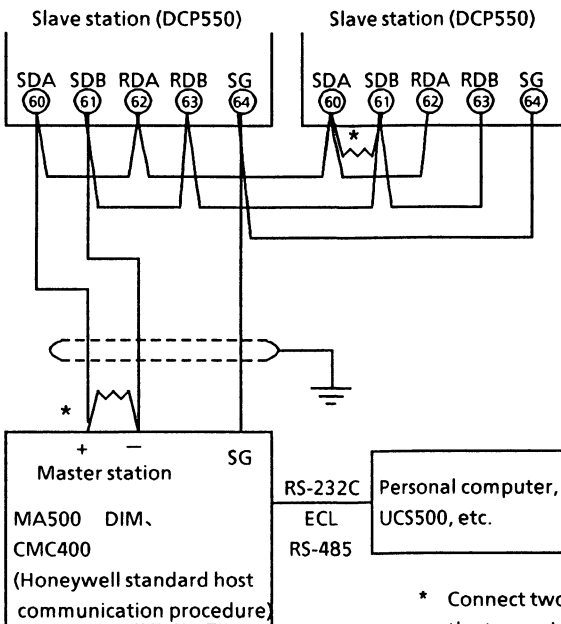 Slave station (DCP550)
Slave station (DCP550)
SDA SDB RDA RDB SG
60 61 62 63 64
SDA SDB RDA RDB SG
60 61 62 63 64
*
*
+ − SG
Master station
MA500 DIM、
CMC400
(Honeywell standard host
communication procedure)
RS-232C
ECL
RS-485
Personal computer,
UCS500, etc.
* Connect two